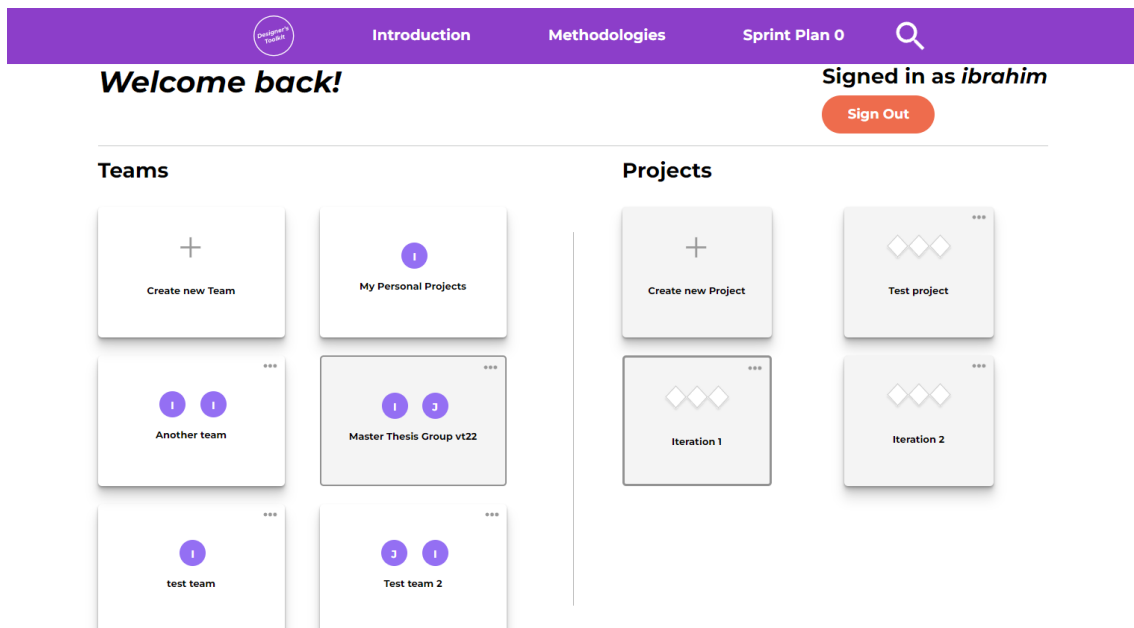 Designer's
Toolkit
Introduction
Methodologies
Sprint Plan 0
Welcome back!
Signed in as ibrahim
Sign Out
Teams
Projects
Create new Team
I
My Personal Projects
Create new Project
Test project
I I
Another team
I J
Master Thesis Group vt22
Iteration 1
Iteration 2
I
test team
J I
Test team 2